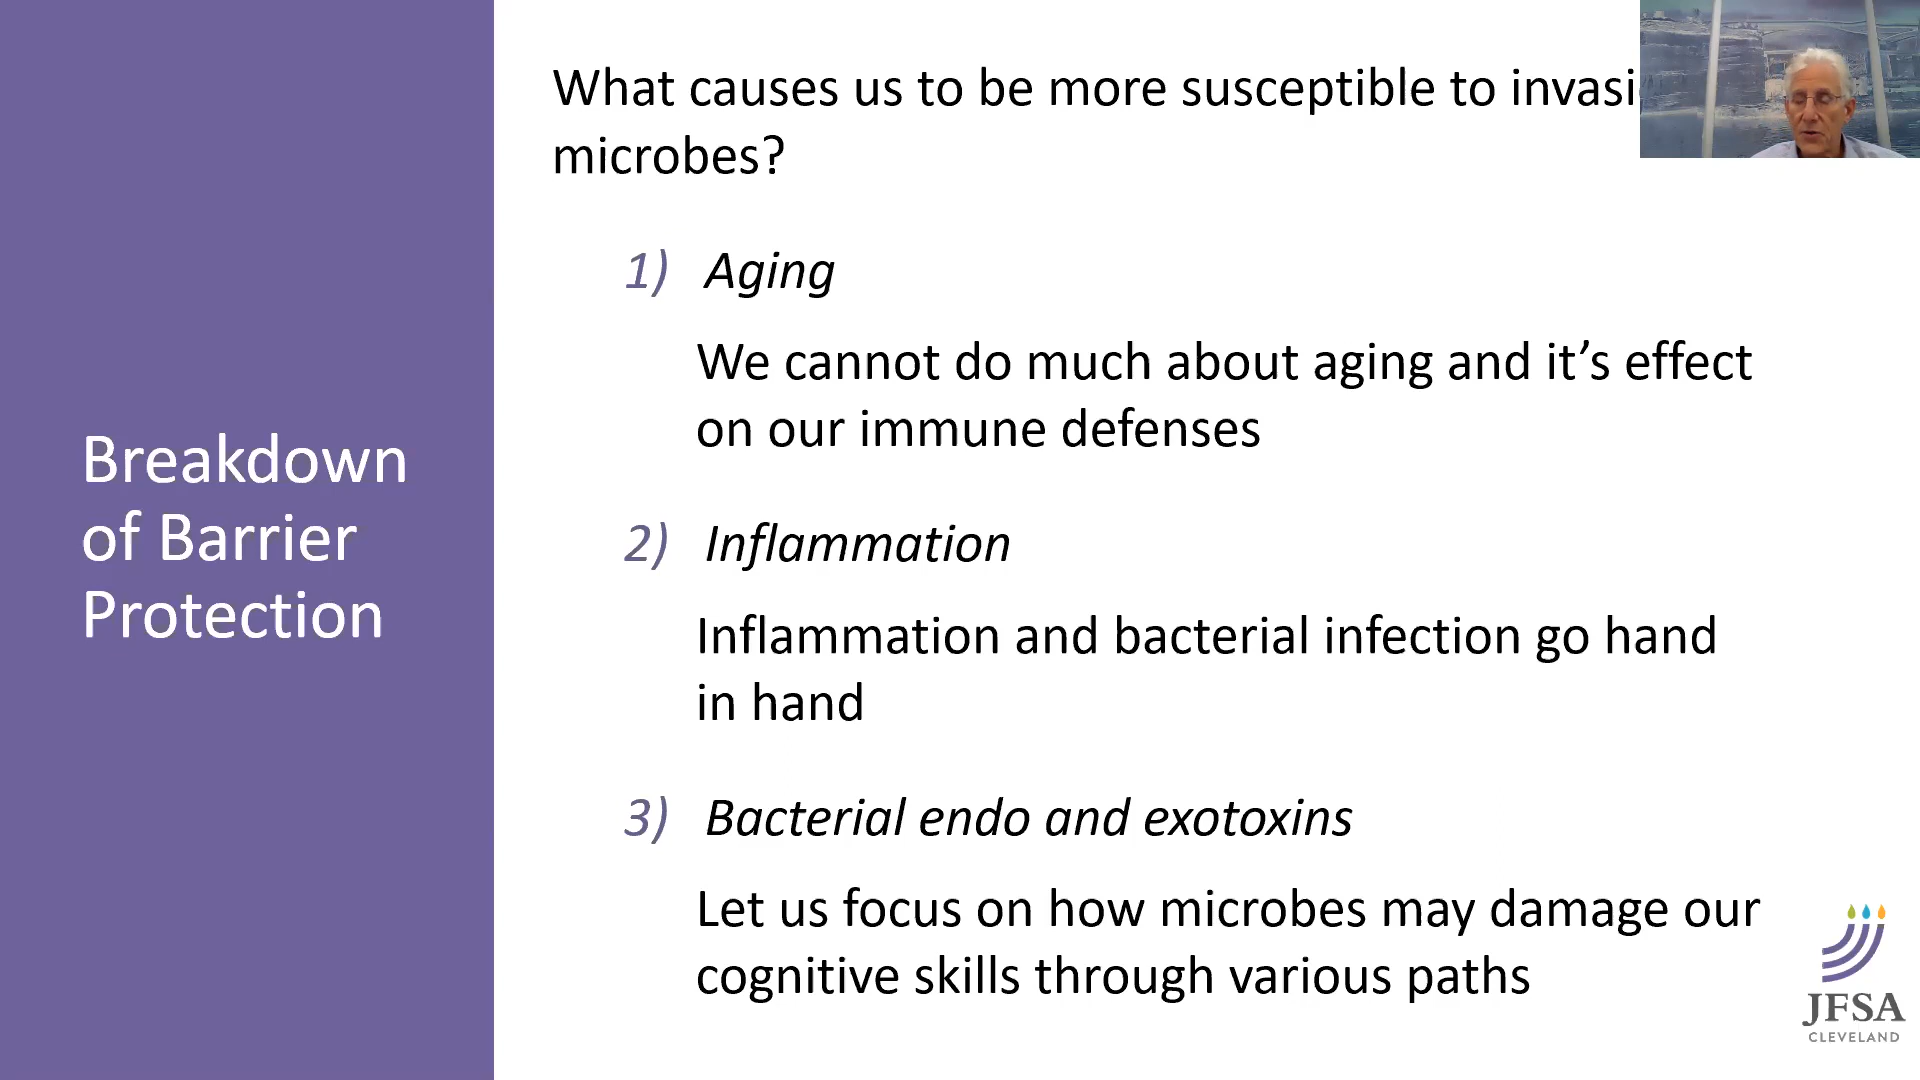 Breakdown
of Barrier
Protection
What causes us to be more susceptible to
microbes?
1) Aging
We cannot do much about aging and it’s effect
on our immune defenses
2) Inflammation
Inflammation and bacterial infection go hand
in hand
3) Bacterial endo and exotoxins
Let us focus on how microbes may damage our
cognitive skills through various paths
JFSA
CLEVELAND